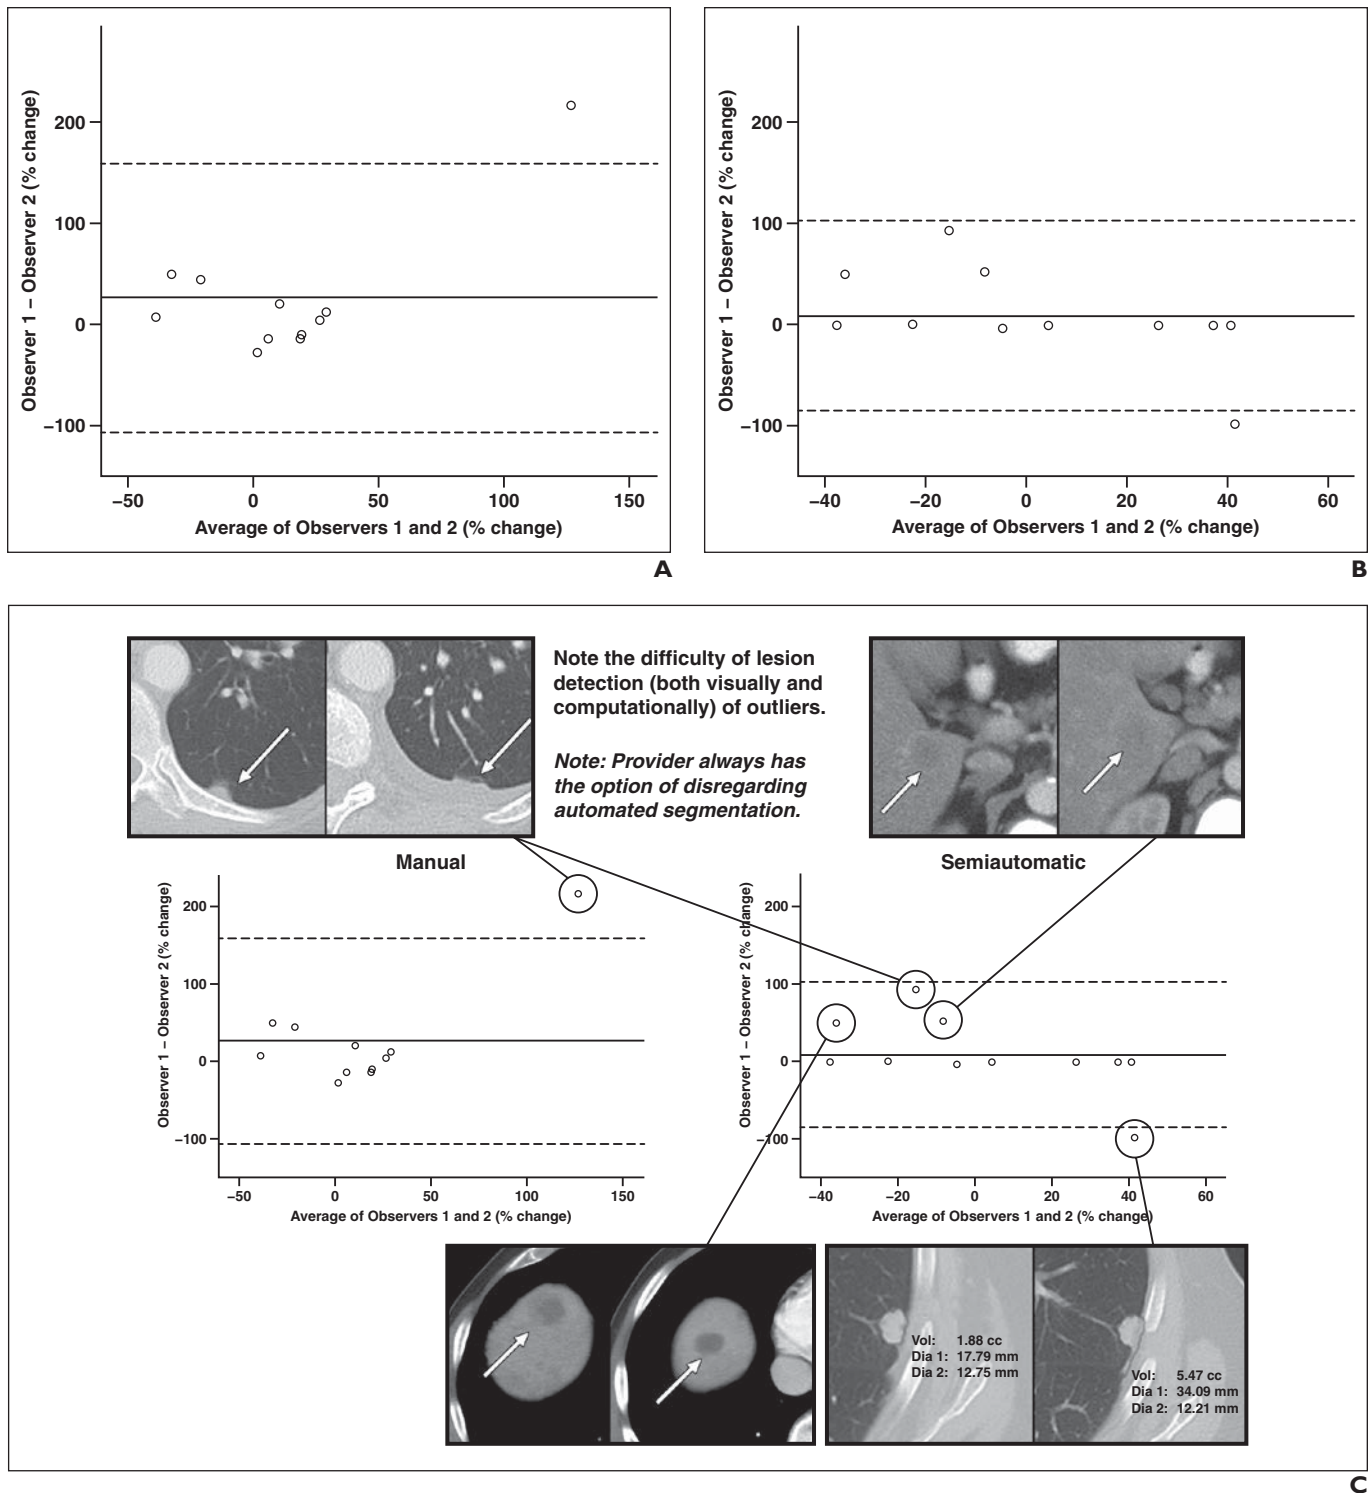 Observer 1 – Observer 2 (% change)
200
100
0
−100
−50
0
50
100
150
Average of Observers 1 and 2 (% change)
A
Observer 1 – Observer 2 (% change)
200
100
0
−100
−40
−20
0
20
40
60
Average of Observers 1 and 2 (% change)
B
Note the difficulty of lesion
detection (both visually and
computationally) of outliers.
Note: Provider always has
the option of disregarding
automated segmentation.
Manual
Observer 1 – Observer 2 (% change)
200
100
0
−100
−50
0
50
100
150
Average of Observers 1 and 2 (% change)
Semiautomatic
Observer 1 – Observer 2 (% change)
200
100
0
−100
−40
−20
0
20
40
60
Average of Observers 1 and 2 (% change)
Vol: 1.88 cc
Dia 1: 17.79 mm
Dia 2: 12.75 mm
Vol: 5.47 cc
Dia 1: 34.09 mm
Dia 2: 12.21 mm
C